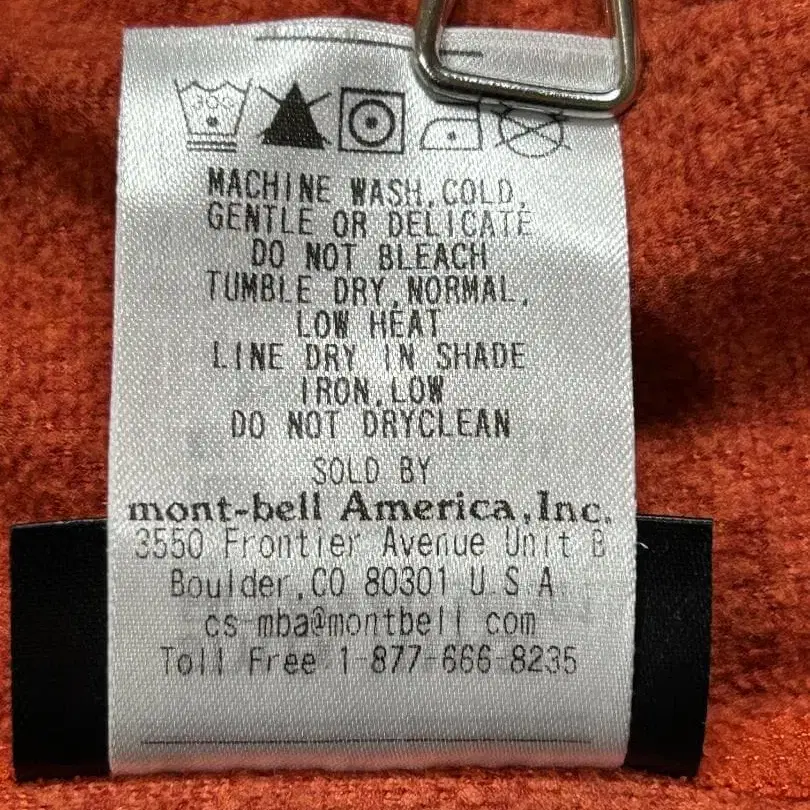 30C
MACHINE WASH,COLD,
GENTLE OR DELICATE
DO NOT BLEACH
TUMBLE DRY,NORMAL,
LOW HEAT
LINE DRY IN SHADE
IRON,LOW
DO NOT DRYCLEAN
SOLD BY
mont-bell America,Inc.
3550 Frontier Avenue Unit B
Boulder,CO 80301 U.S.A.
cs-mba@montbell.com
Toll Free 1-877-666-8235